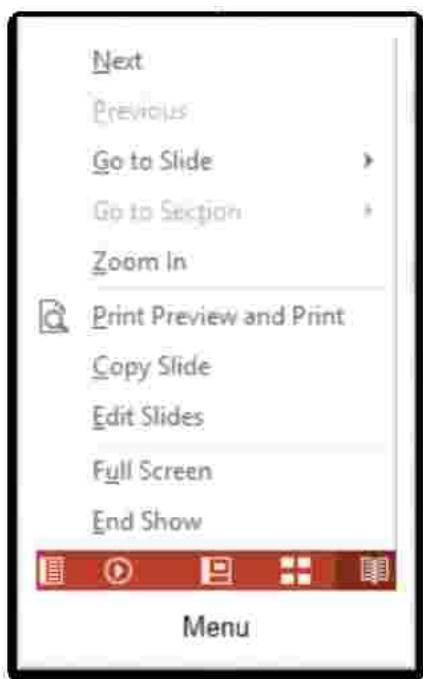 Next
Previous
Go to Slide
Go to Section
Zoom In
Print Preview and Print
Copy Slide
Edit Slides
Full Screen
End Show
Menu